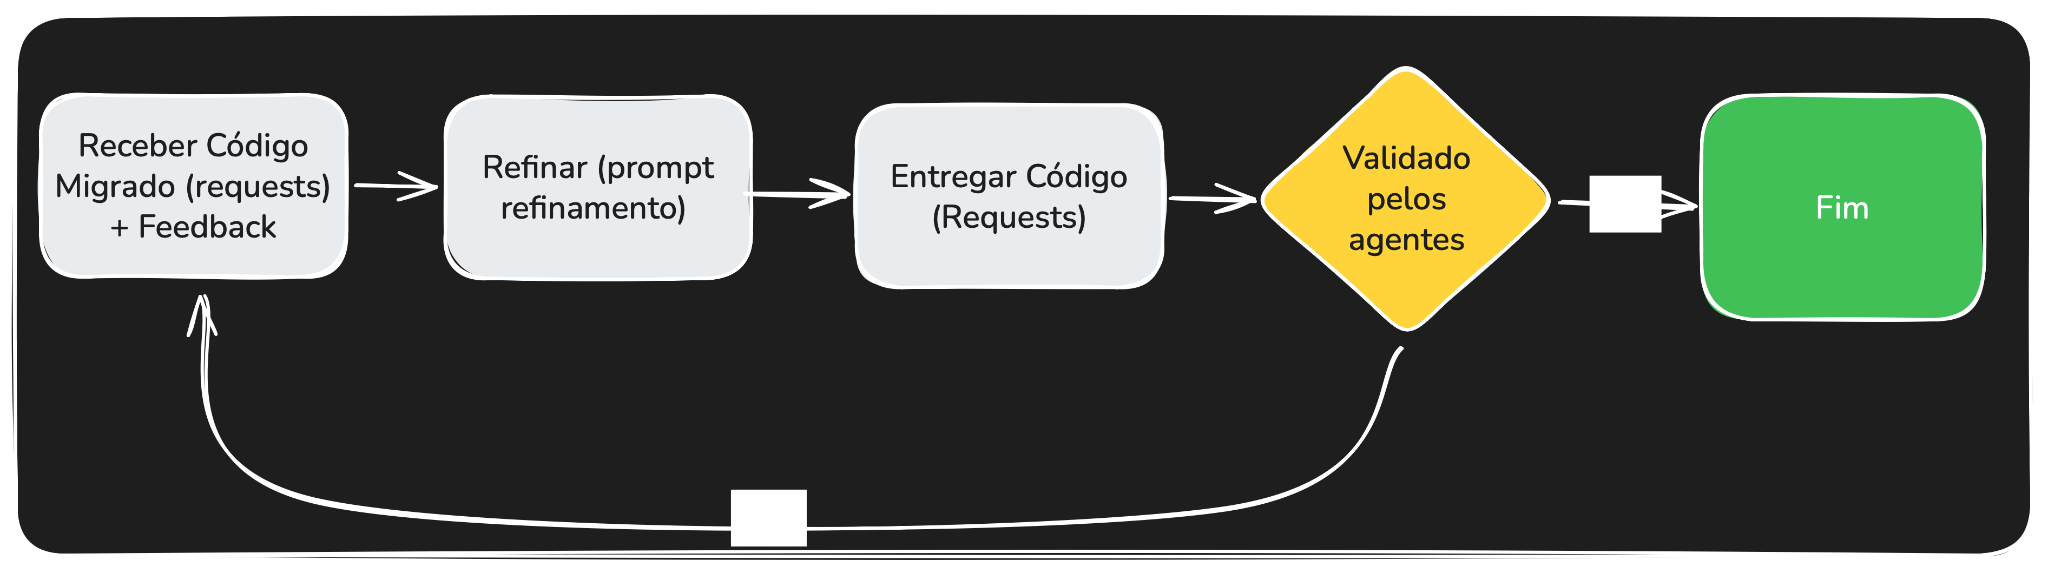 Receber Código
Migrado (requests)
+ Feedback
Refinar (prompt
refinamento)
Entregar Código
(Requests)
Validado
pelos
agentes
Fim